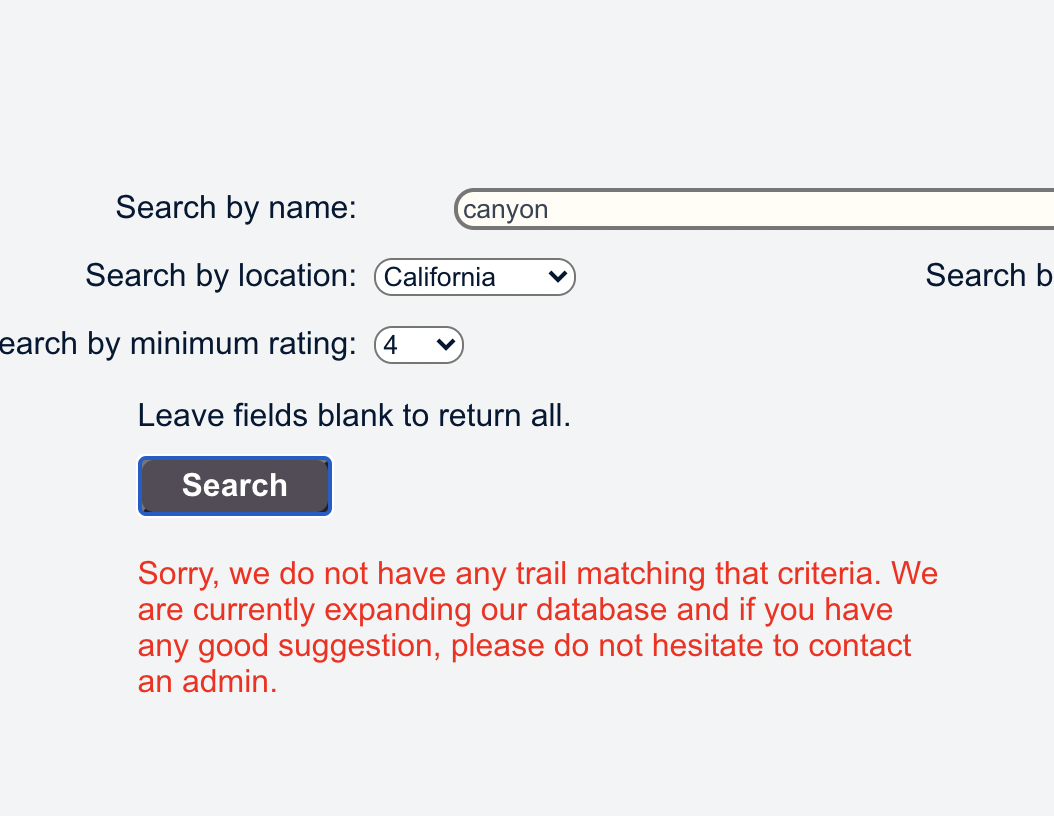 Search by name: canyon
Search by location: California Search b
earch by minimum rating: 4
Leave fields blank to return all.
Search
Sorry, we do not have any trail matching that criteria. We
are currently expanding our database and if you have
any good suggestion, please do not hesitate to contact
an admin.